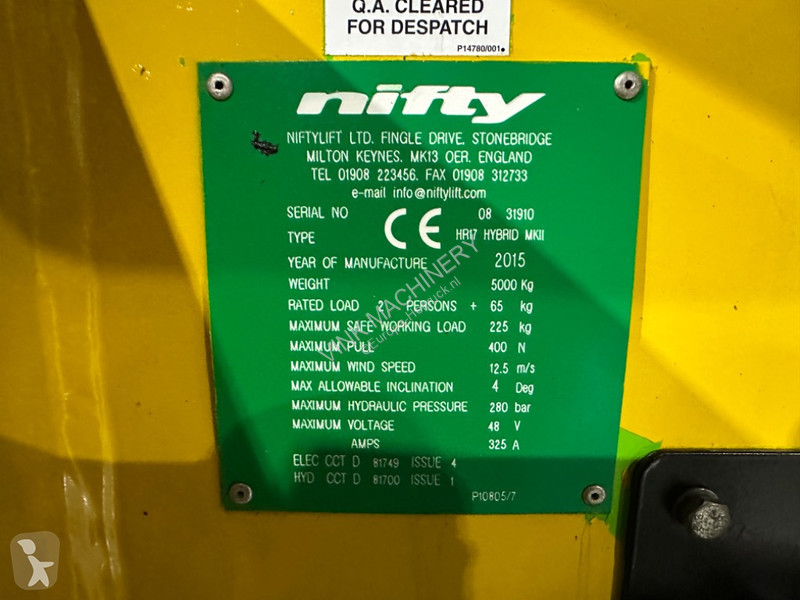 Q.A. CLEARED
FOR DESPATCH
P14780/001
nifty
NIFTYLIFT LTD. FINGLE DRIVE. STONEBRIDGE
MILTON KEYNES. MK13 OER. ENGLAND
TEL 01908 223456. FAX 01908 312733
e-mail info@niftylift.com
SERIAL NO 08 31910
TYPE CE HR17 HYBRID MKII
YEAR OF MANUFACTURE 2015
WEIGHT 5000 Kg
RATED LOAD 2 PERSONS + 65 kg
MAXIMUM SAFE WORKING LOAD 225 kg
MAXIMUM PULL 400 N
MAXIMUM WIND SPEED 12.5 m/s
MAX ALLOWABLE INCLINATION 4 Deg
MAXIMUM HYDRAULIC PRESSURE 280 bar
MAXIMUM VOLTAGE 48 V
AMPS 325 A
ELEC CCT D 81749 ISSUE 4
HYD CCT D 81700 ISSUE 1
P10805/7
VINK MACHINERY